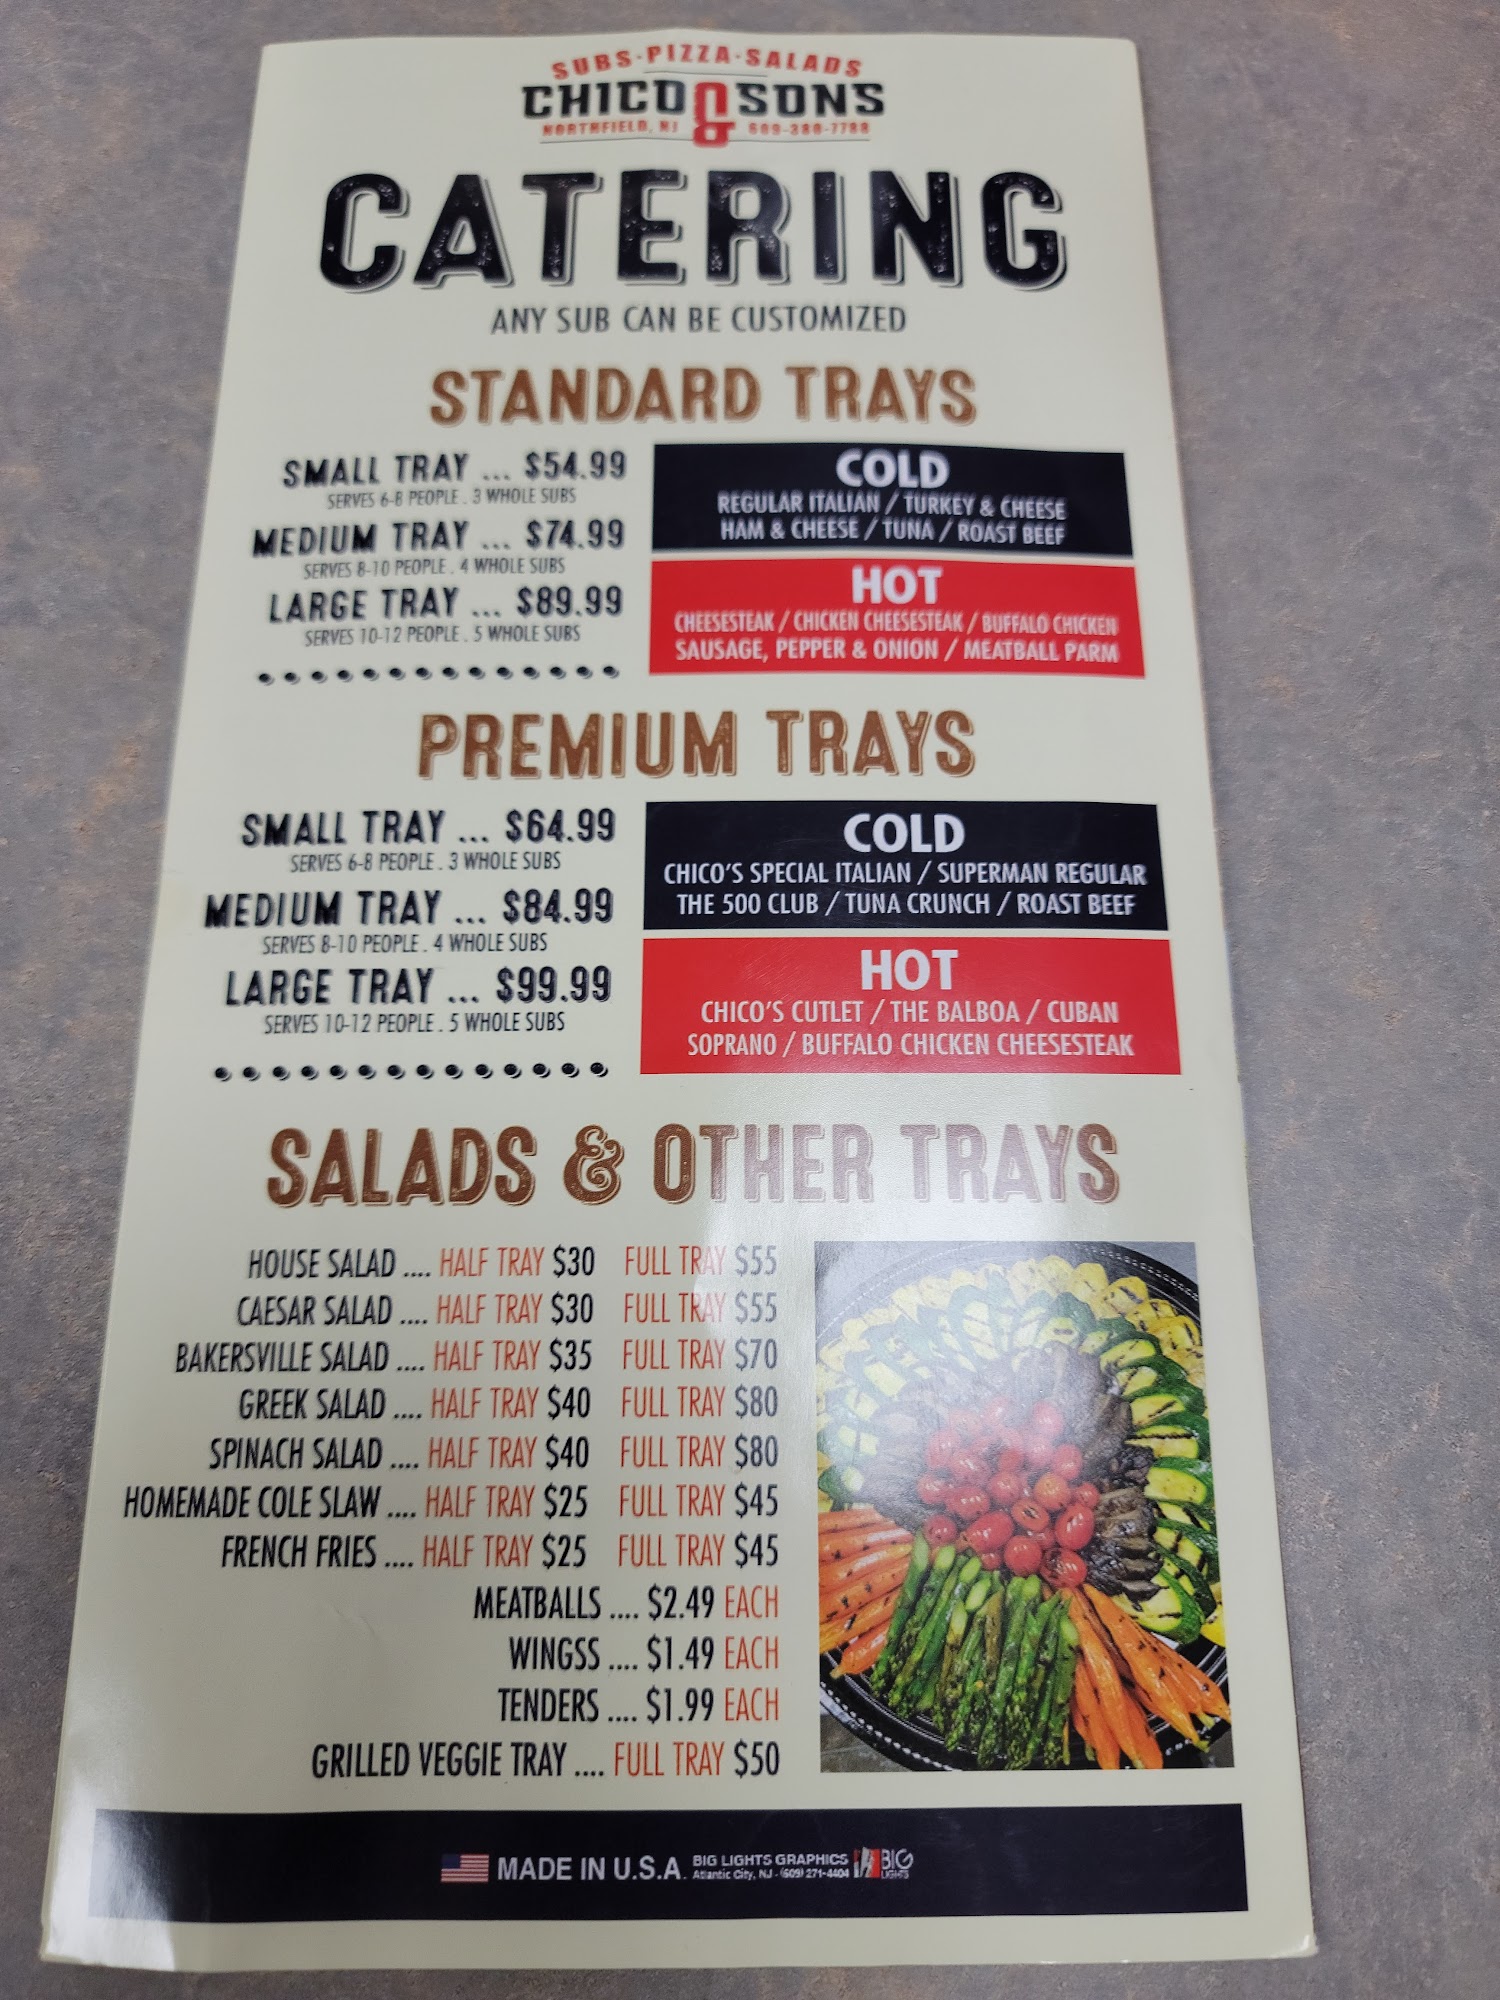 SUBS·PIZZA·SALADS
CHICO & SONS
NORTHFIELD, NJ 609-380-7788
CATERING
ANY SUB CAN BE CUSTOMIZED
STANDARD TRAYS
SMALL TRAY ... $54.99
SERVES 6-8 PEOPLE . 3 WHOLE SUBS
MEDIUM TRAY ... $74.99
SERVES 8-10 PEOPLE . 4 WHOLE SUBS
LARGE TRAY ... $89.99
SERVES 10-12 PEOPLE . 5 WHOLE SUBS
COLD
REGULAR ITALIAN / TURKEY & CHEESE
HAM & CHEESE / TUNA / ROAST BEEF
HOT
CHEESESTEAK / CHICKEN CHEESESTEAK / BUFFALO CHICKEN
SAUSAGE, PEPPER & ONION / MEATBALL PARM
PREMIUM TRAYS
SMALL TRAY ... $64.99
SERVES 6-8 PEOPLE . 3 WHOLE SUBS
MEDIUM TRAY ... $84.99
SERVES 8-10 PEOPLE . 4 WHOLE SUBS
LARGE TRAY ... $99.99
SERVES 10-12 PEOPLE . 5 WHOLE SUBS
COLD
CHICO'S SPECIAL ITALIAN / SUPERMAN REGULAR
THE 500 CLUB / TUNA CRUNCH / ROAST BEEF
HOT
CHICO'S CUTLET / THE BALBOA / CUBAN
SOPRANO / BUFFALO CHICKEN CHEESESTEAK
SALADS & OTHER TRAYS
HOUSE SALAD .... HALF TRAY $30 FULL TRAY $55
CAESAR SALAD .... HALF TRAY $30 FULL TRAY $55
BAKERSVILLE SALAD .... HALF TRAY $35 FULL TRAY $70
GREEK SALAD .... HALF TRAY $40 FULL TRAY $80
SPINACH SALAD .... HALF TRAY $40 FULL TRAY $80
HOMEMADE COLE SLAW .... HALF TRAY $25 FULL TRAY $45
FRENCH FRIES .... HALF TRAY $25 FULL TRAY $45
MEATBALLS .... $2.49 EACH
WINGSS .... $1.49 EACH
TENDERS .... $1.99 EACH
GRILLED VEGGIE TRAY .... FULL TRAY $50
MADE IN U.S.A.
BIG LIGHTS GRAPHICS
Atlantic City, NJ - (609) 271-4404
BIG
LIGHTS